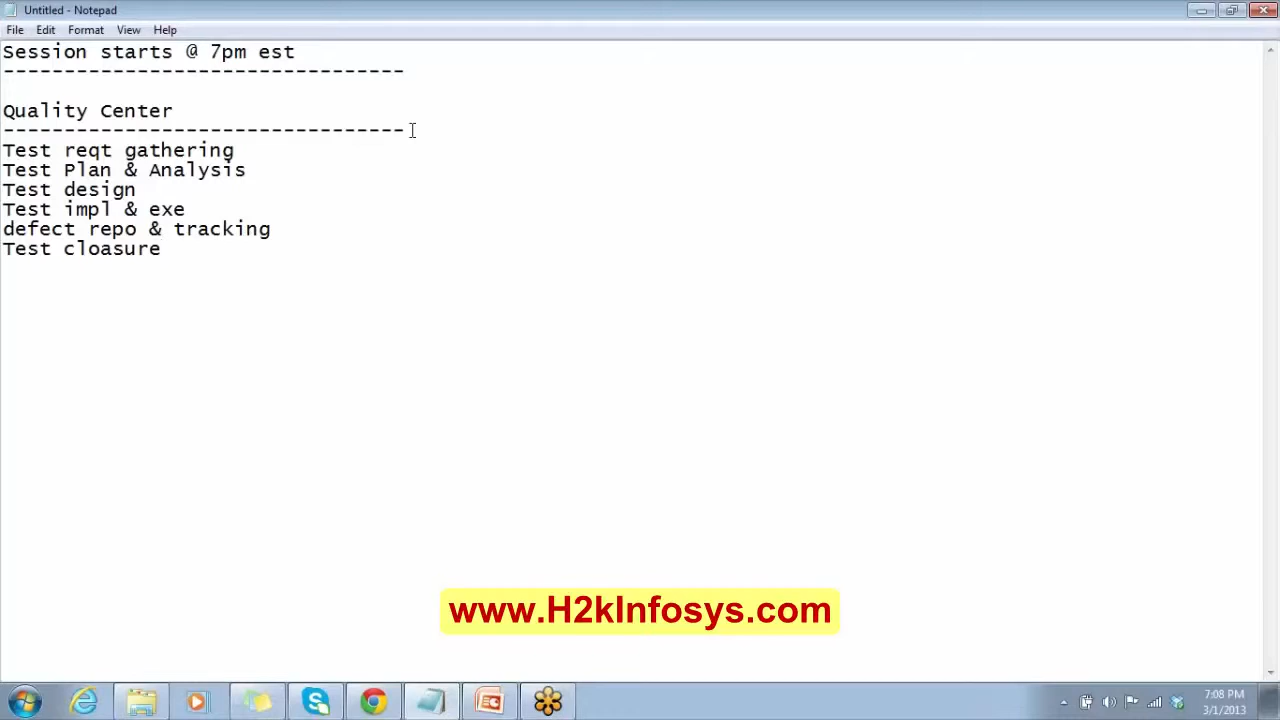 Untitled - Notepad
File Edit Format View Help
Session starts @ 7pm est
---------------------------------
Quality Center
---------------------------------
Test reqt gathering
Test Plan & Analysis
Test design
Test impl & exe
defect repo & tracking
Test cloasure
www.H2kInfosys.com
7:08 PM
3/1/2013